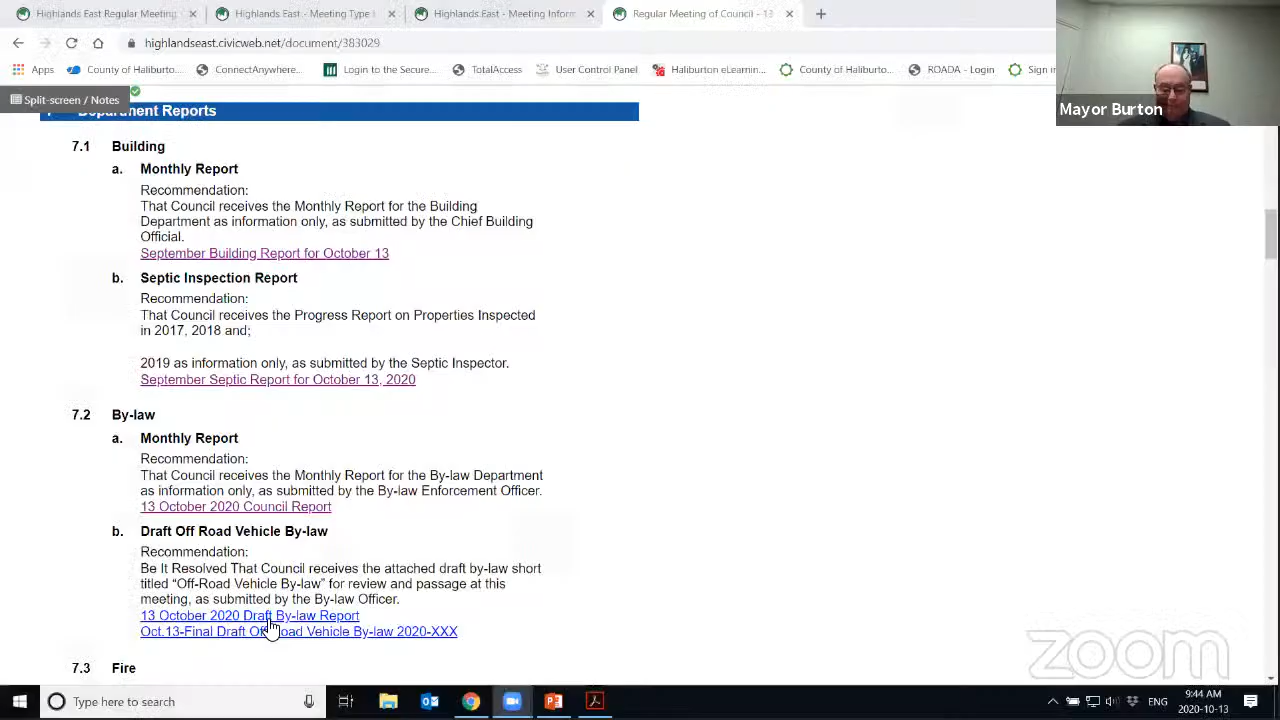 Highlands East - Meeting Type
Highlands East - Meeting Inform
Regular Meeting of Council - 13
highlandseast.civicweb.net/document/383029
Apps
County of Haliburto...
ConnectAnywhere...
Login to the Secure...
TotalAccess
User Control Panel
Haliburton eLearnin...
County of Haliburto...
ROADA - Login
Sign in
Split-screen / Notes
Mayor Burton
Department Reports
7.1 Building
a. Monthly Report
Recommendation:
That Council receives the Monthly Report for the Building
Department as information only, as submitted by the Chief Building
Official.
September Building Report for October 13
b. Septic Inspection Report
Recommendation:
That Council receives the Progress Report on Properties Inspected
in 2017, 2018 and;
2019 as information only, as submitted by the Septic Inspector.
September Septic Report for October 13, 2020
7.2 By-law
a. Monthly Report
Recommendation:
That Council receives the Monthly Report for the By-law Department
as information only, as submitted by the By-law Enforcement Officer.
13 October 2020 Council Report
b. Draft Off Road Vehicle By-law
Recommendation:
Be It Resolved That Council receives the attached draft by-law short
titled “Off-Road Vehicle By-law” for review and passage at this
meeting, as submitted by the By-law Officer.
13 October 2020 Draft By-law Report
Oct.13-Final Draft Off Road Vehicle By-law 2020-XXX
7.3 Fire
zoom
Type here to search
ENG
9:44 AM
2020-10-13